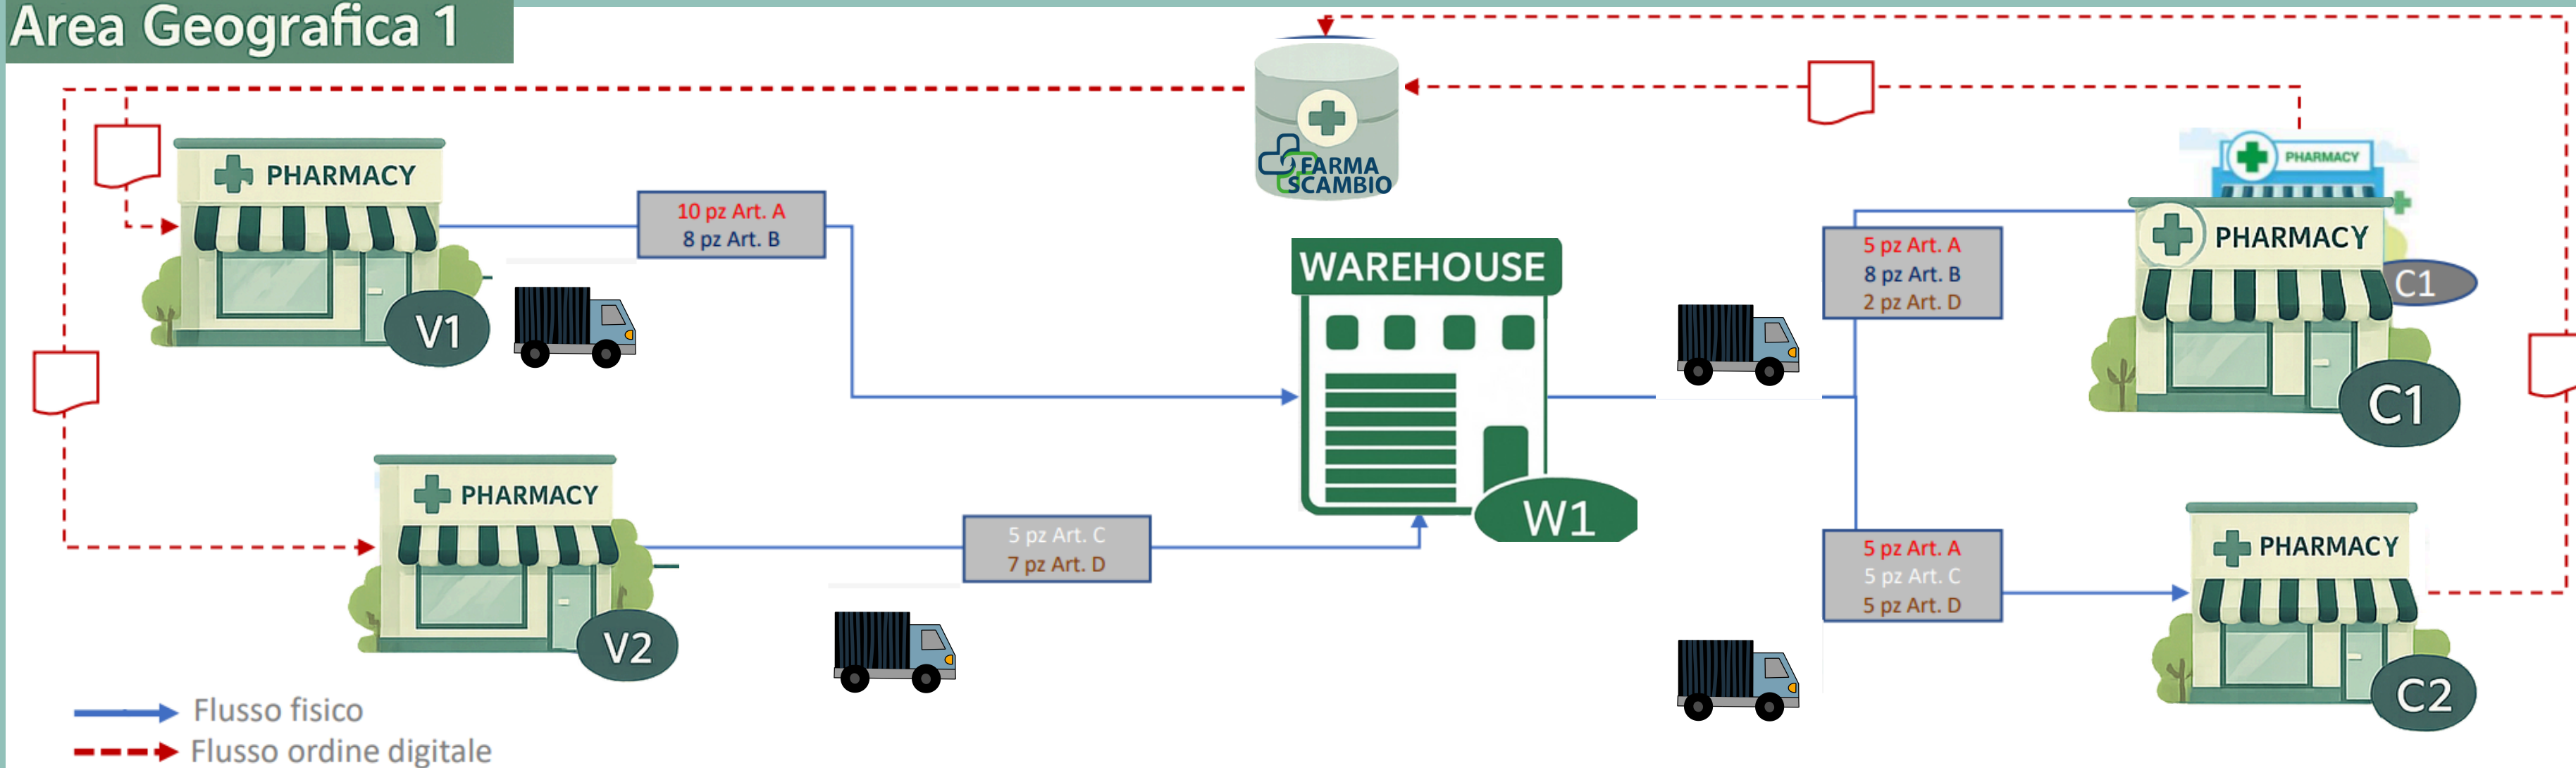 Area Geografica 1
FARMA
SCAMBIO
PHARMACY
V1
10 pz Art. A
8 pz Art. B
WAREHOUSE
W1
5 pz Art. A
8 pz Art. B
2 pz Art. D
PHARMACY
PHARMACY
C1
C1
PHARMACY
V2
5 pz Art. C
7 pz Art. D
5 pz Art. A
5 pz Art. C
5 pz Art. D
PHARMACY
C2
Flusso fisico
Flusso ordine digitale